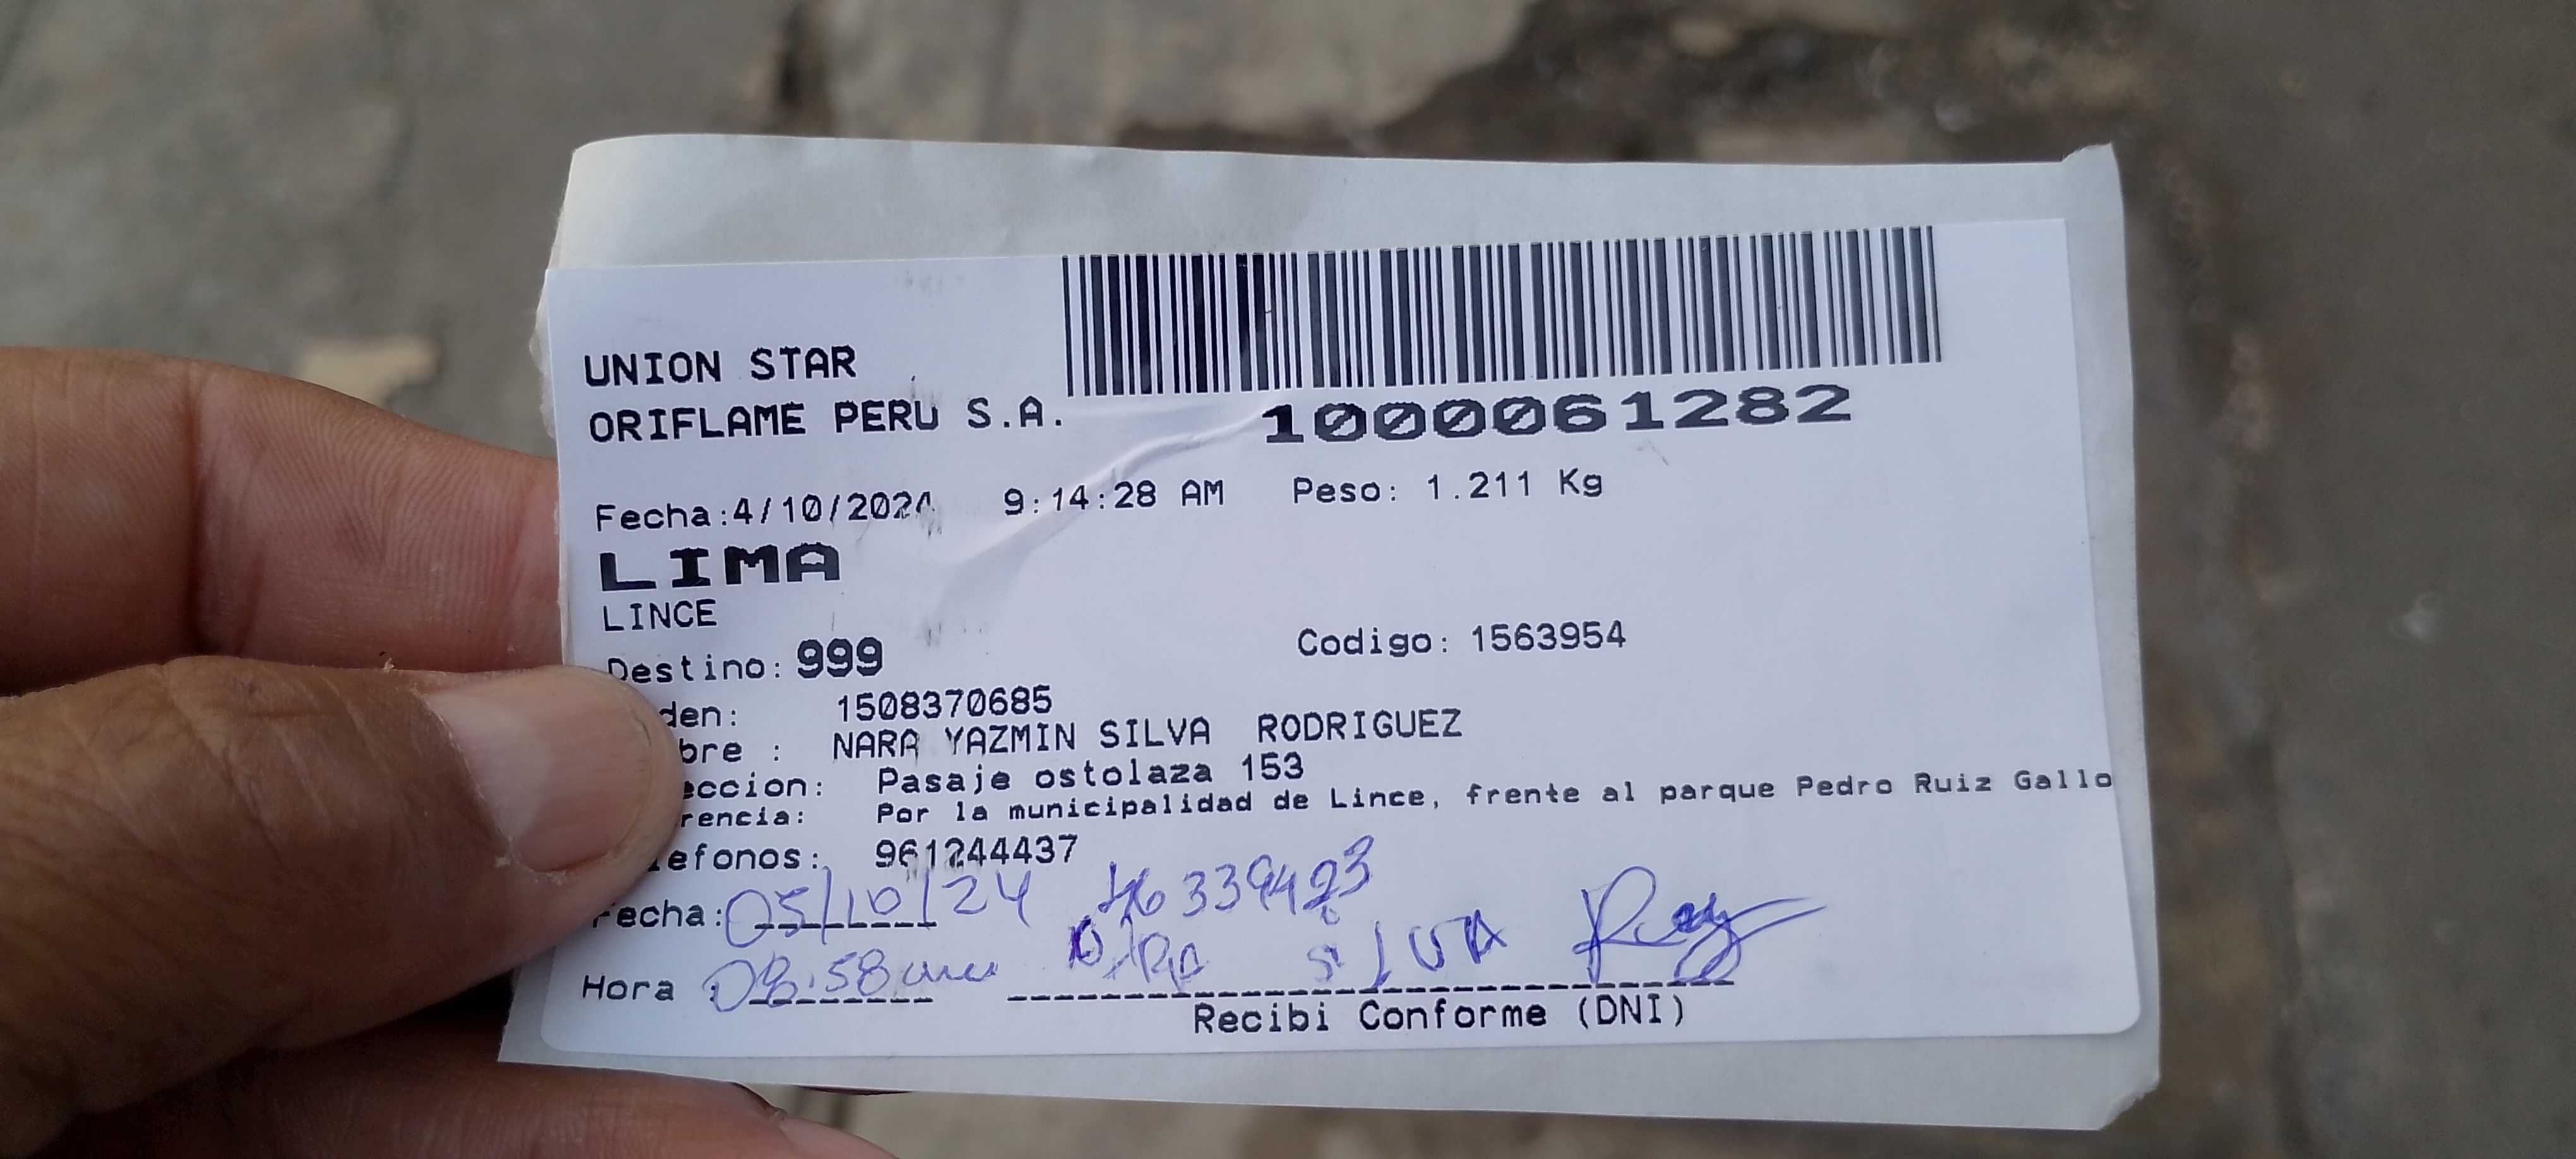 UNION STAR
ORIFLAME PERU S.A.
1000061282
Fecha:4/10/2024 9:14:28 AM Peso: 1.211 Kg
LIMA
LINCE
Destino: 999 Codigo: 1563954
den: 1508370685
bre : NARA YAZMIN SILVA RODRIGUEZ
eccion: Pasaje ostolaza 153
rencia: Por la municipalidad de Lince, frente al parque Pedro Ruiz Gallo
efonos: 961244437
Fecha: 05/10/24
Hora : 08:58 SILVA
Recibi Conforme (DNI)